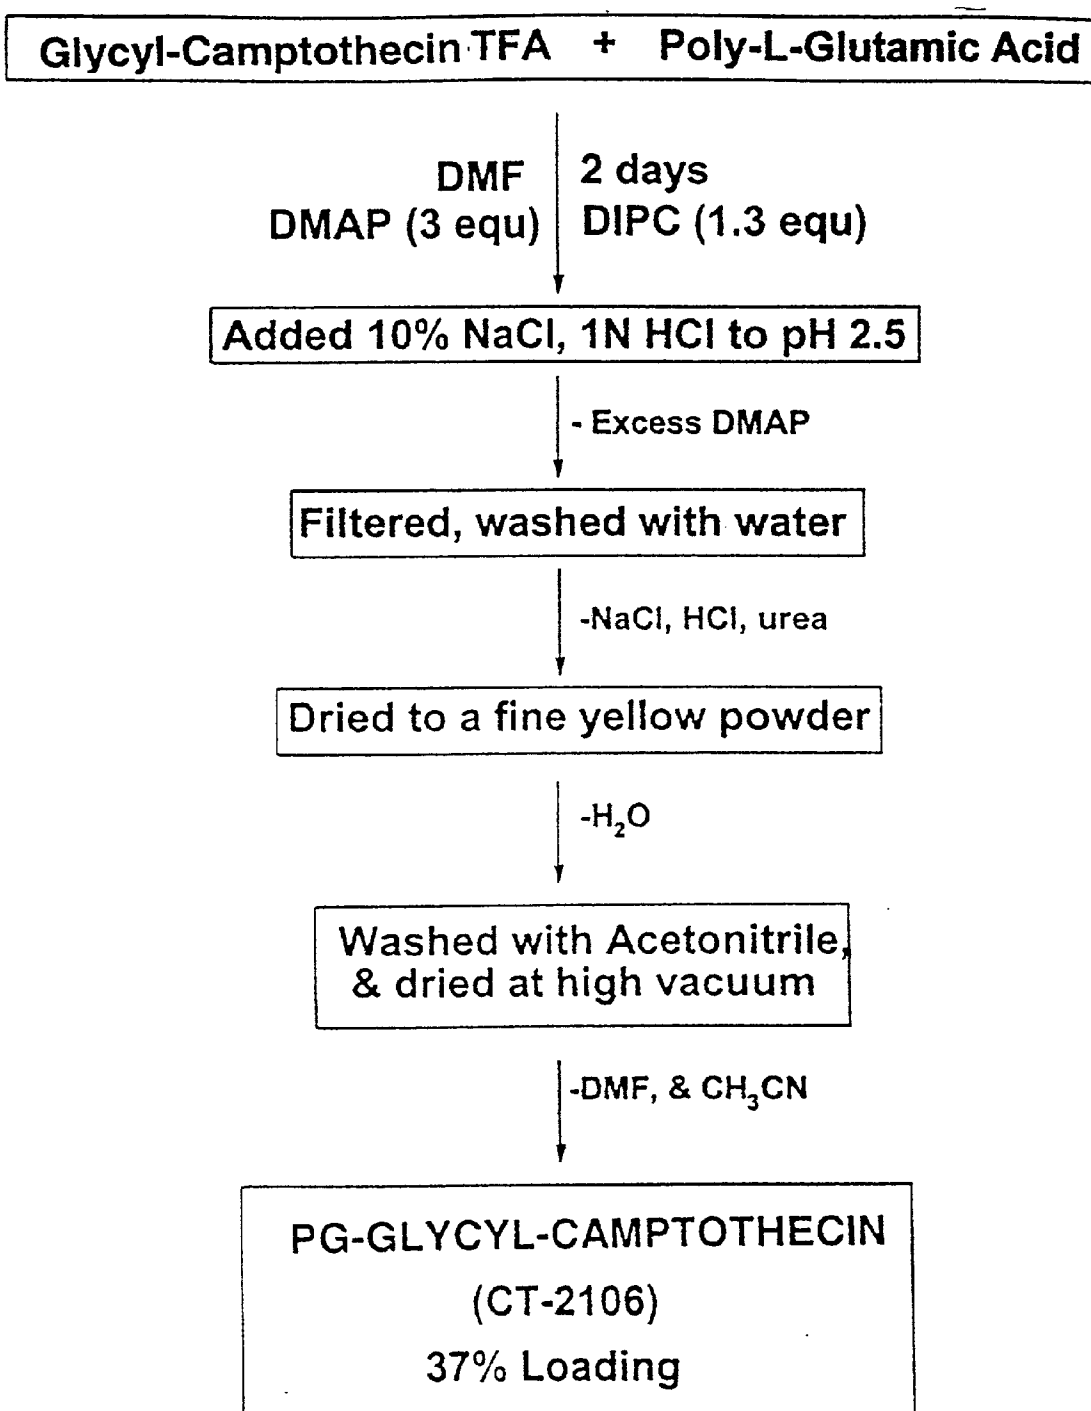 Glycyl-Camptothecin·TFA + Poly-L-Glutamic Acid
DMF
DMAP (3 equ)
2 days
DIPC (1.3 equ)
Added 10% NaCl, 1N HCl to pH 2.5
- Excess DMAP
Filtered, washed with water
-NaCl, HCl, urea
Dried to a fine yellow powder
-H₂O
Washed with Acetonitrile,
& dried at high vacuum
-DMF, & CH₃CN
PG-GLYCYL-CAMPTOTHECIN
(CT-2106)
37% Loading